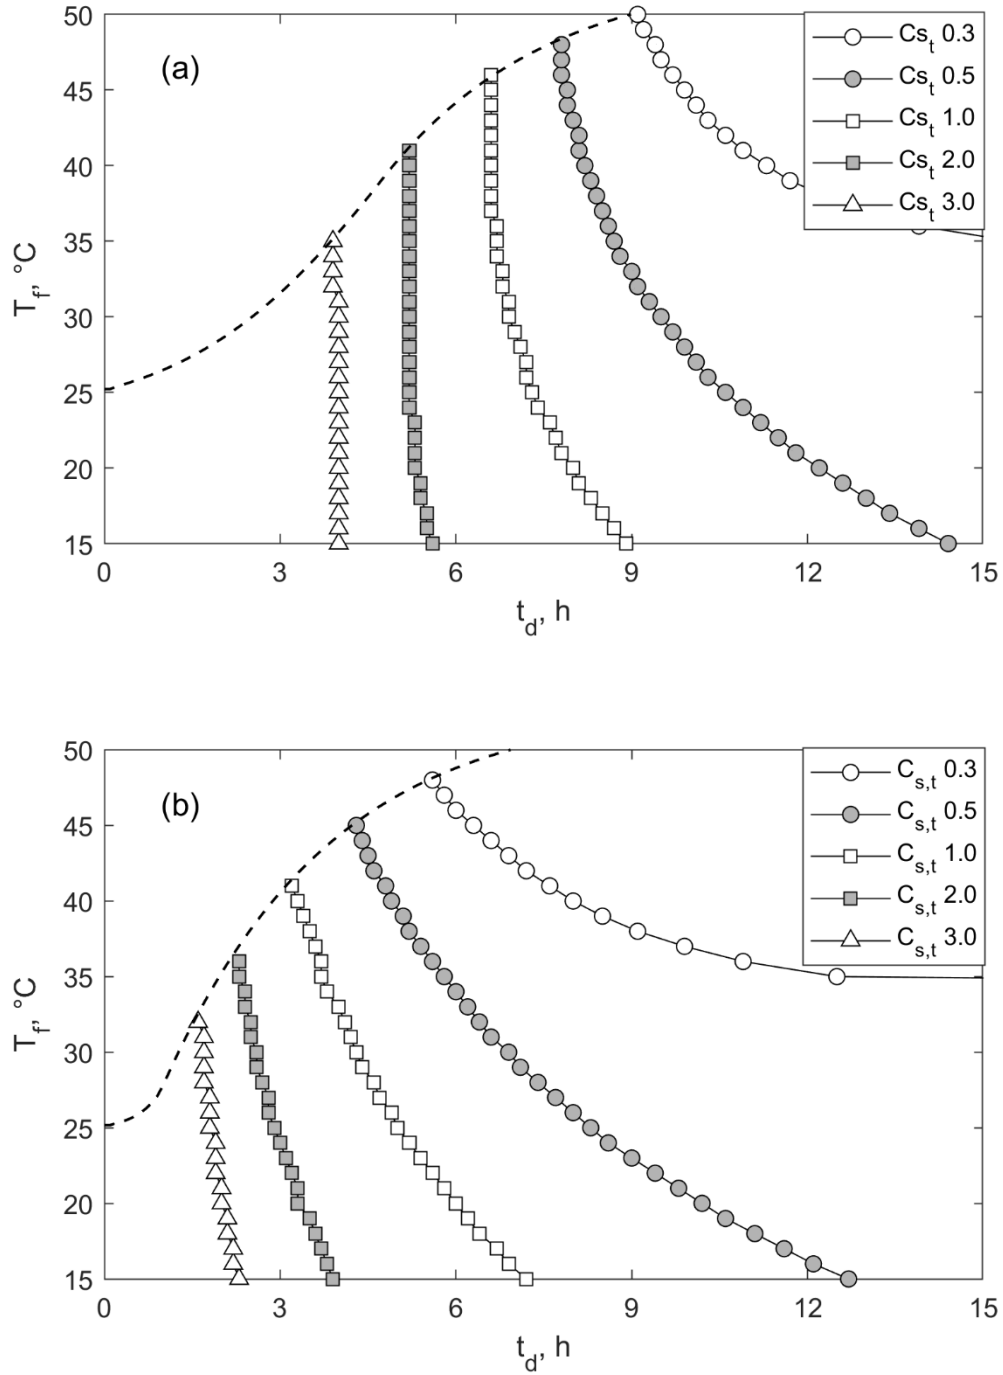 50
45
40
35
30
25
20
15
T_f, °C
(a)
Cs_t 0.3
Cs_t 0.5
Cs_t 1.0
Cs_t 2.0
Cs_t 3.0
0 3 6 9 12 15
t_d, h
50
45
40
35
30
25
20
15
T_f, °C
(b)
C_s,t 0.3
C_s,t 0.5
C_s,t 1.0
C_s,t 2.0
C_s,t 3.0
0 3 6 9 12 15
t_d, h